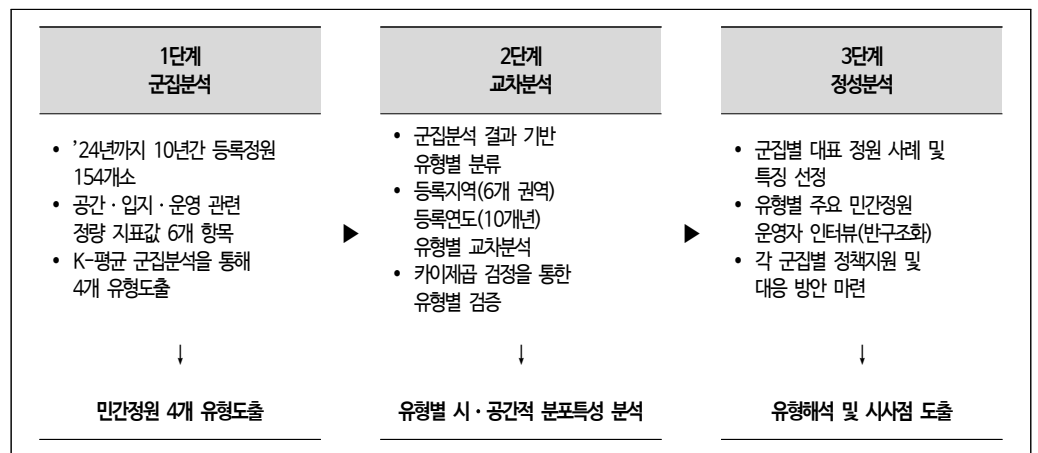 1단계
군집분석
• ’24년까지 10년간 등록정원
154개소
• 공간·입지·운영 관련
정량 지표값 6개 항목
• K-평균 군집분석을 통해
4개 유형도출
↓
민간정원 4개 유형도출
▶
2단계
교차분석
• 군집분석 결과 기반
유형별 분류
• 등록지역(6개 권역)
등록연도(10개년)
유형별 교차분석
• 카이제곱 검정을 통한
유형별 검증
↓
유형별 시·공간적 분포특성 분석
▶
3단계
정성분석
• 군집별 대표 정원 사례 및
특징 선정
• 유형별 주요 민간정원
운영자 인터뷰(반구조화)
• 각 군집별 정책지원 및
대응 방안 마련
↓
유형해석 및 시사점 도출